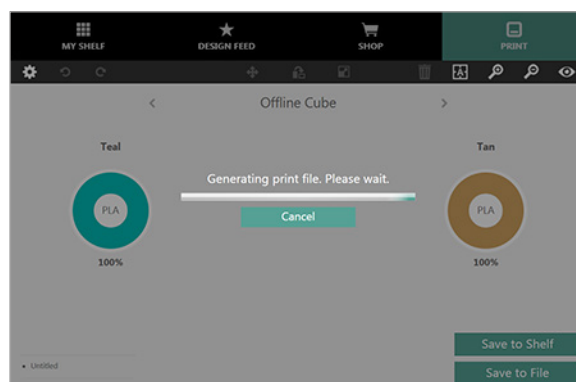 MY SHELF
DESIGN FEED
SHOP
PRINT
A
Offline Cube
Teal
Tan
Generating print file. Please wait.
PLA
PLA
Cancel
100%
100%
Save to Shelf
Untitled
Save to File